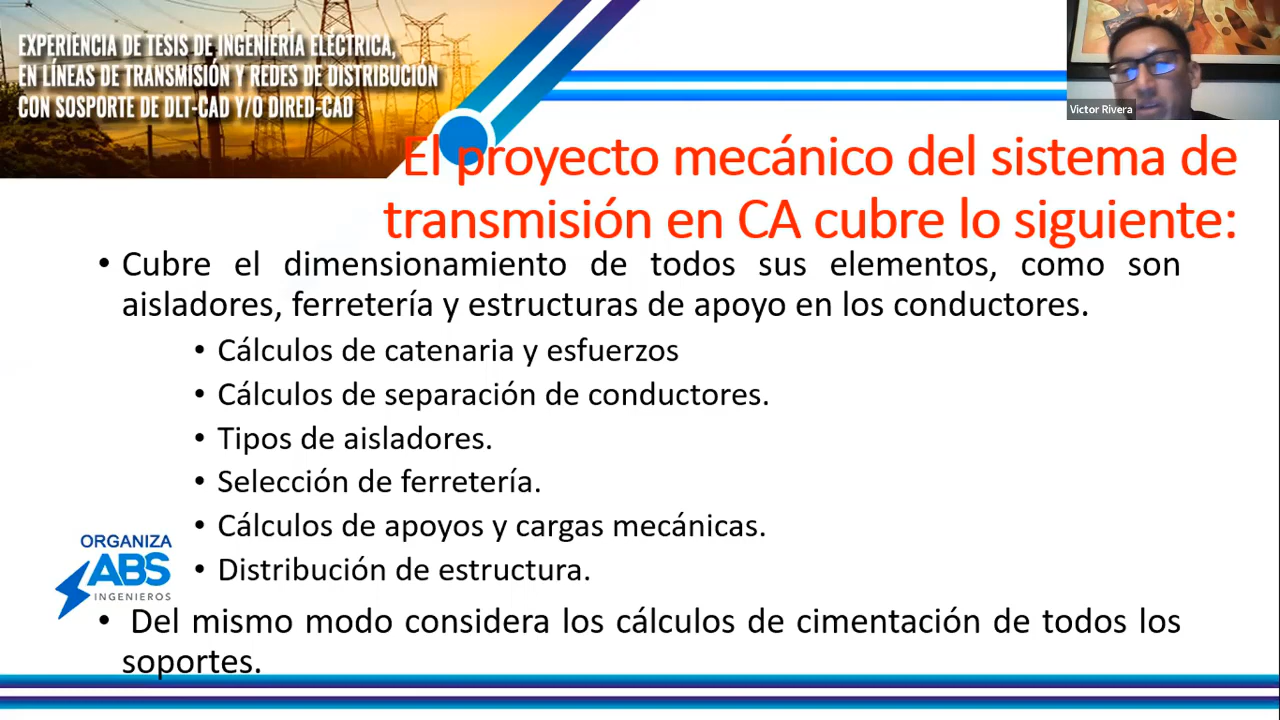 EXPERIENCIA DE TESIS DE INGENIERÍA ELÉCTRICA,
EN LÍNEAS DE TRANSMISIÓN Y REDES DE DISTRIBUCIÓN
CON SOSPORTE DE DLT-CAD Y/O DIRED-CAD
Victor Rivera
El proyecto mecánico del sistema de
transmisión en CA cubre lo siguiente:
• Cubre el dimensionamiento de todos sus elementos, como son
aisladores, ferretería y estructuras de apoyo en los conductores.
• Cálculos de catenaria y esfuerzos
• Cálculos de separación de conductores.
• Tipos de aisladores.
• Selección de ferretería.
• Cálculos de apoyos y cargas mecánicas.
• Distribución de estructura.
ORGANIZA
ABS
INGENIEROS
• Del mismo modo considera los cálculos de cimentación de todos los
soportes.